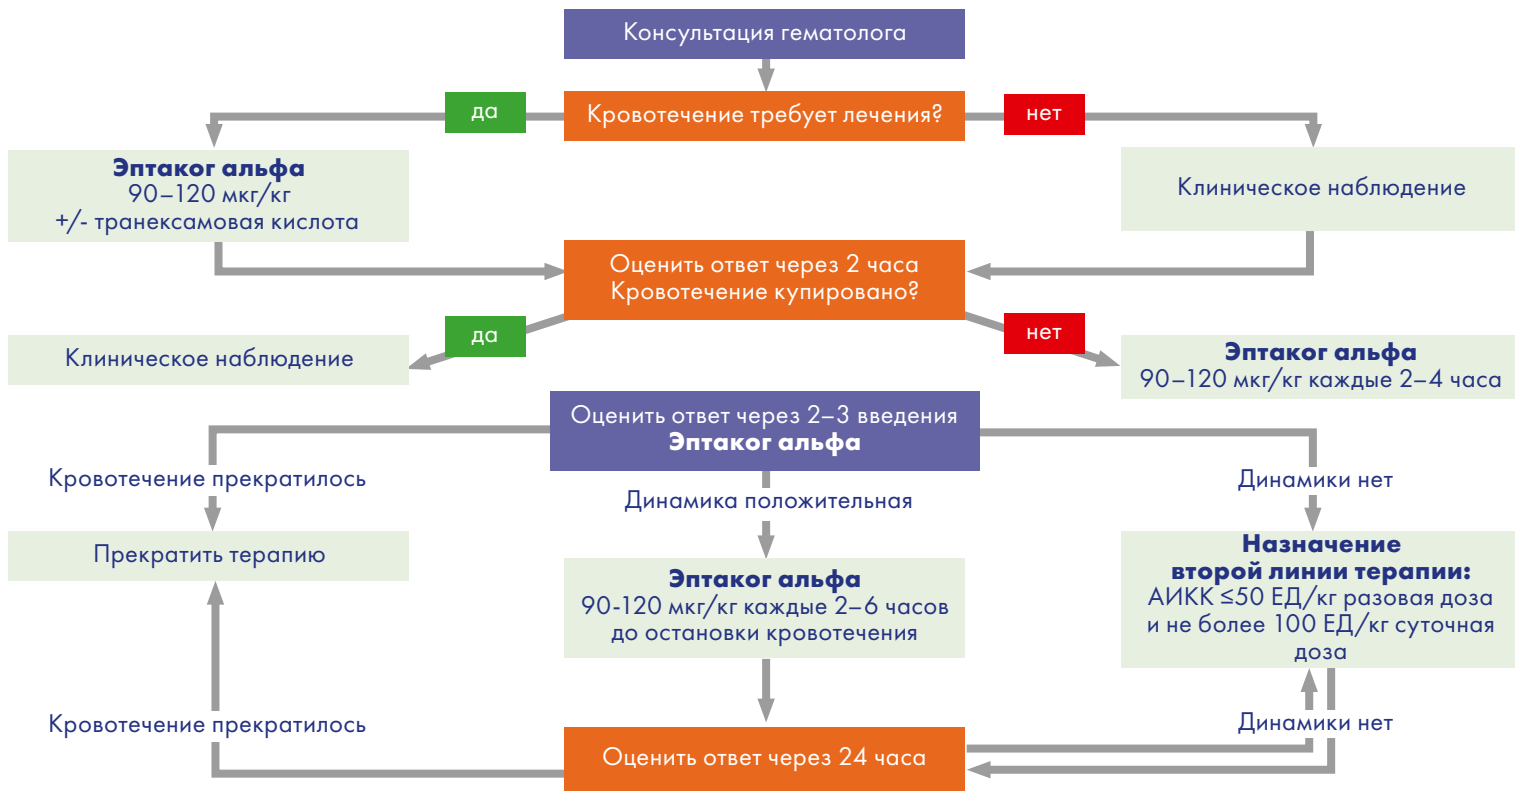 Консультация гематолога
да
Кровотечение требует лечения?
нет
Эптаког альфа
90–120 мкг/кг
+/- транексамовая кислота
Клиническое наблюдение
Оценить ответ через 2 часа
Кровотечение купировано?
да
нет
Клиническое наблюдение
Эптаког альфа
90–120 мкг/кг каждые 2–4 часа
Оценить ответ через 2–3 введения
Эптаког альфа
Кровотечение прекратилось
Динамика положительная
Динамики нет
Прекратить терапию
Эптаког альфа
90-120 мкг/кг каждые 2–6 часов
до остановки кровотечения
Назначение
второй линии терапии:
АИКК ≤50 ЕД/кг разовая доза
и не более 100 ЕД/кг суточная
доза
Кровотечение прекратилось
Динамики нет
Оценить ответ через 24 часа